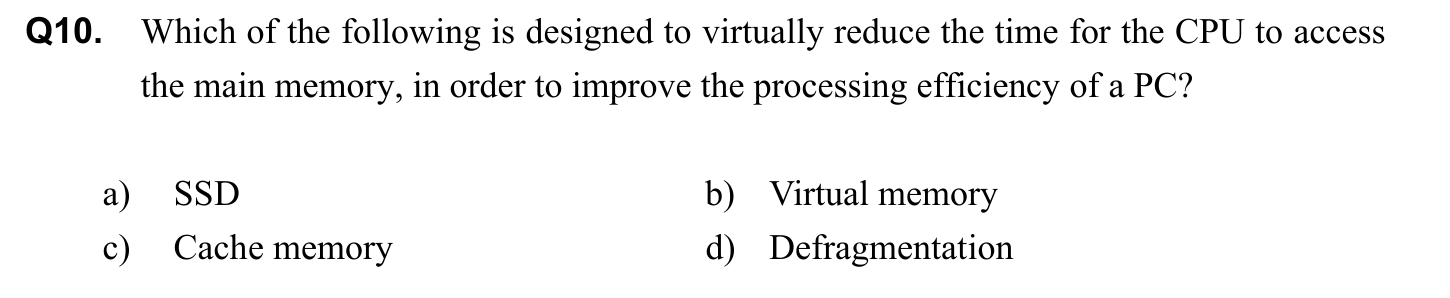 Q10. Which of the following is designed to virtually reduce the time for the CPU to access
the main memory, in order to improve the processing efficiency of a PC?
a) SSD b) Virtual memory
c) Cache memory d) Defragmentation